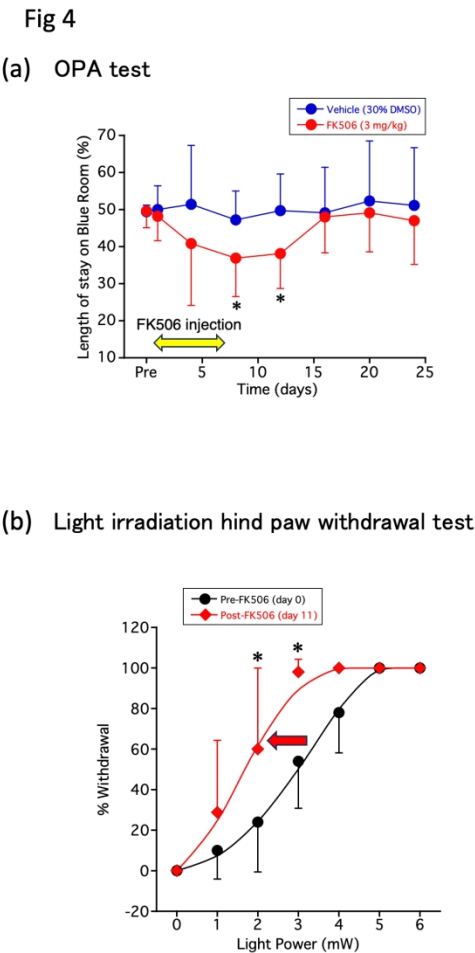 Fig 4
(a) OPA test
Vehicle (30% DMSO)
FK506 (3 mg/kg)
Length of stay on Blue Room (%)
70
60
50
40
30
20
10
FK506 injection
* *
Pre 5 10 15 20 25
Time (days)
(b) Light irradiation hind paw withdrawal test
Pre-FK506 (day 0)
Post-FK506 (day 11)
% Withdrawal
120
100
80
60
40
20
0
-20
* *
0 1 2 3 4 5 6
Light Power (mW)